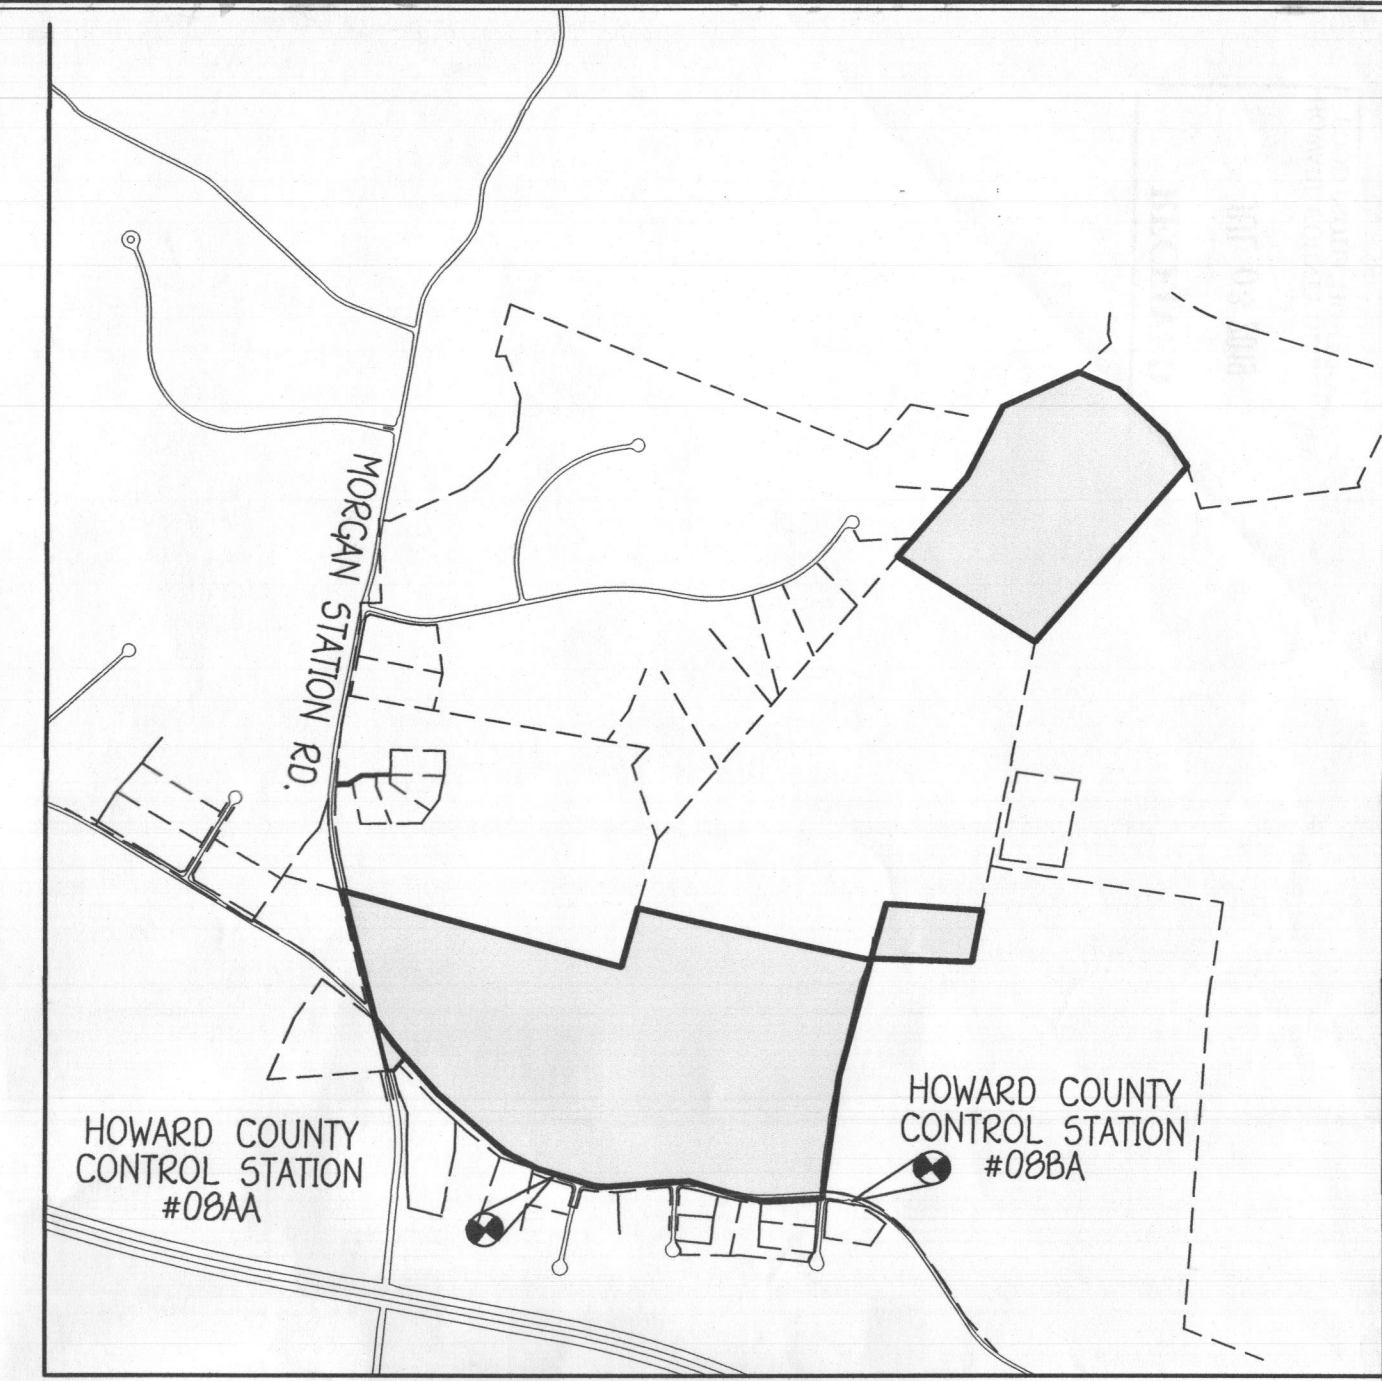 MORGAN STATION RD.
HOWARD COUNTY
CONTROL STATION
#08AA
HOWARD COUNTY
CONTROL STATION
#08BA